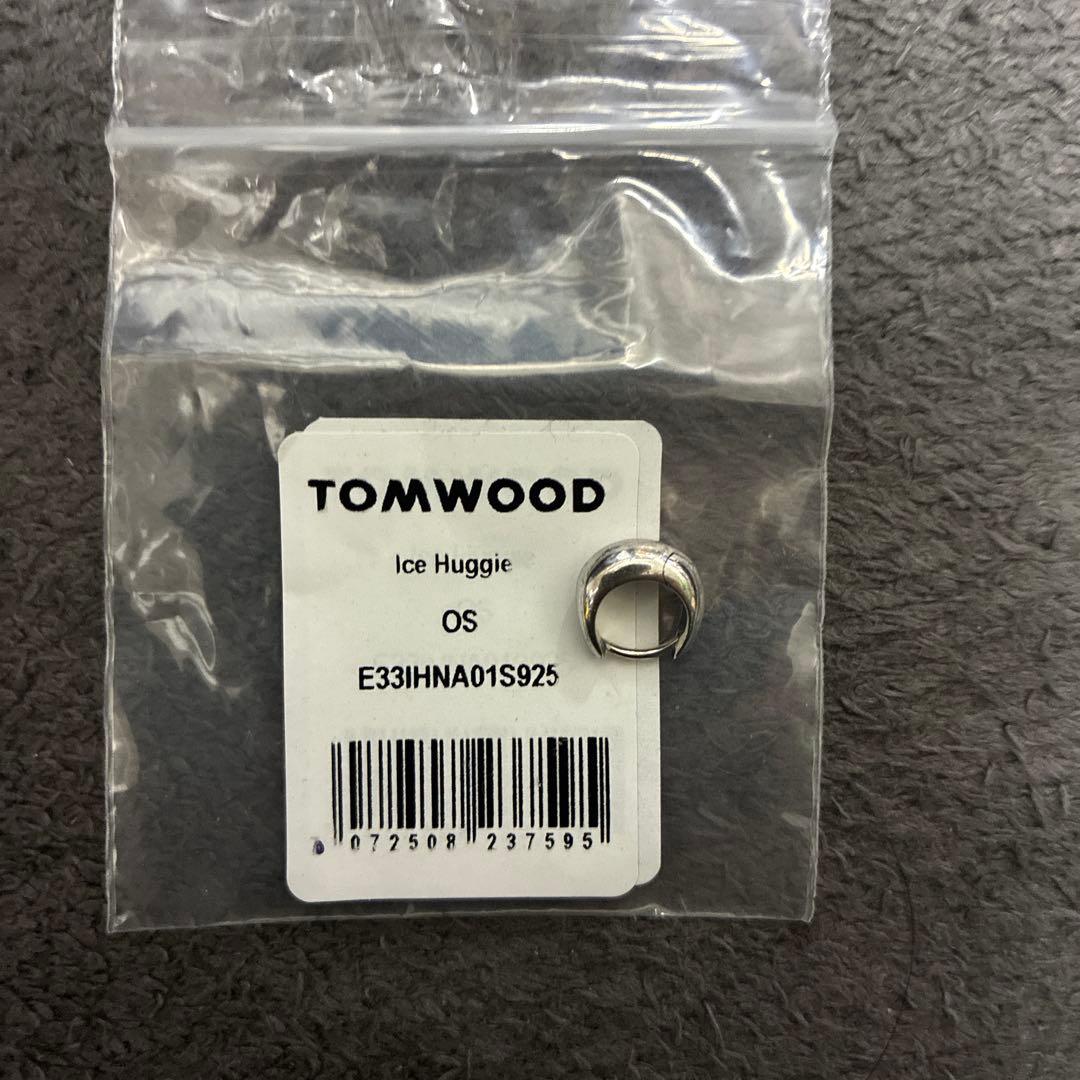 TOMWOOD
Ice Huggie
OS
E33IHNA01S925
072508 237595